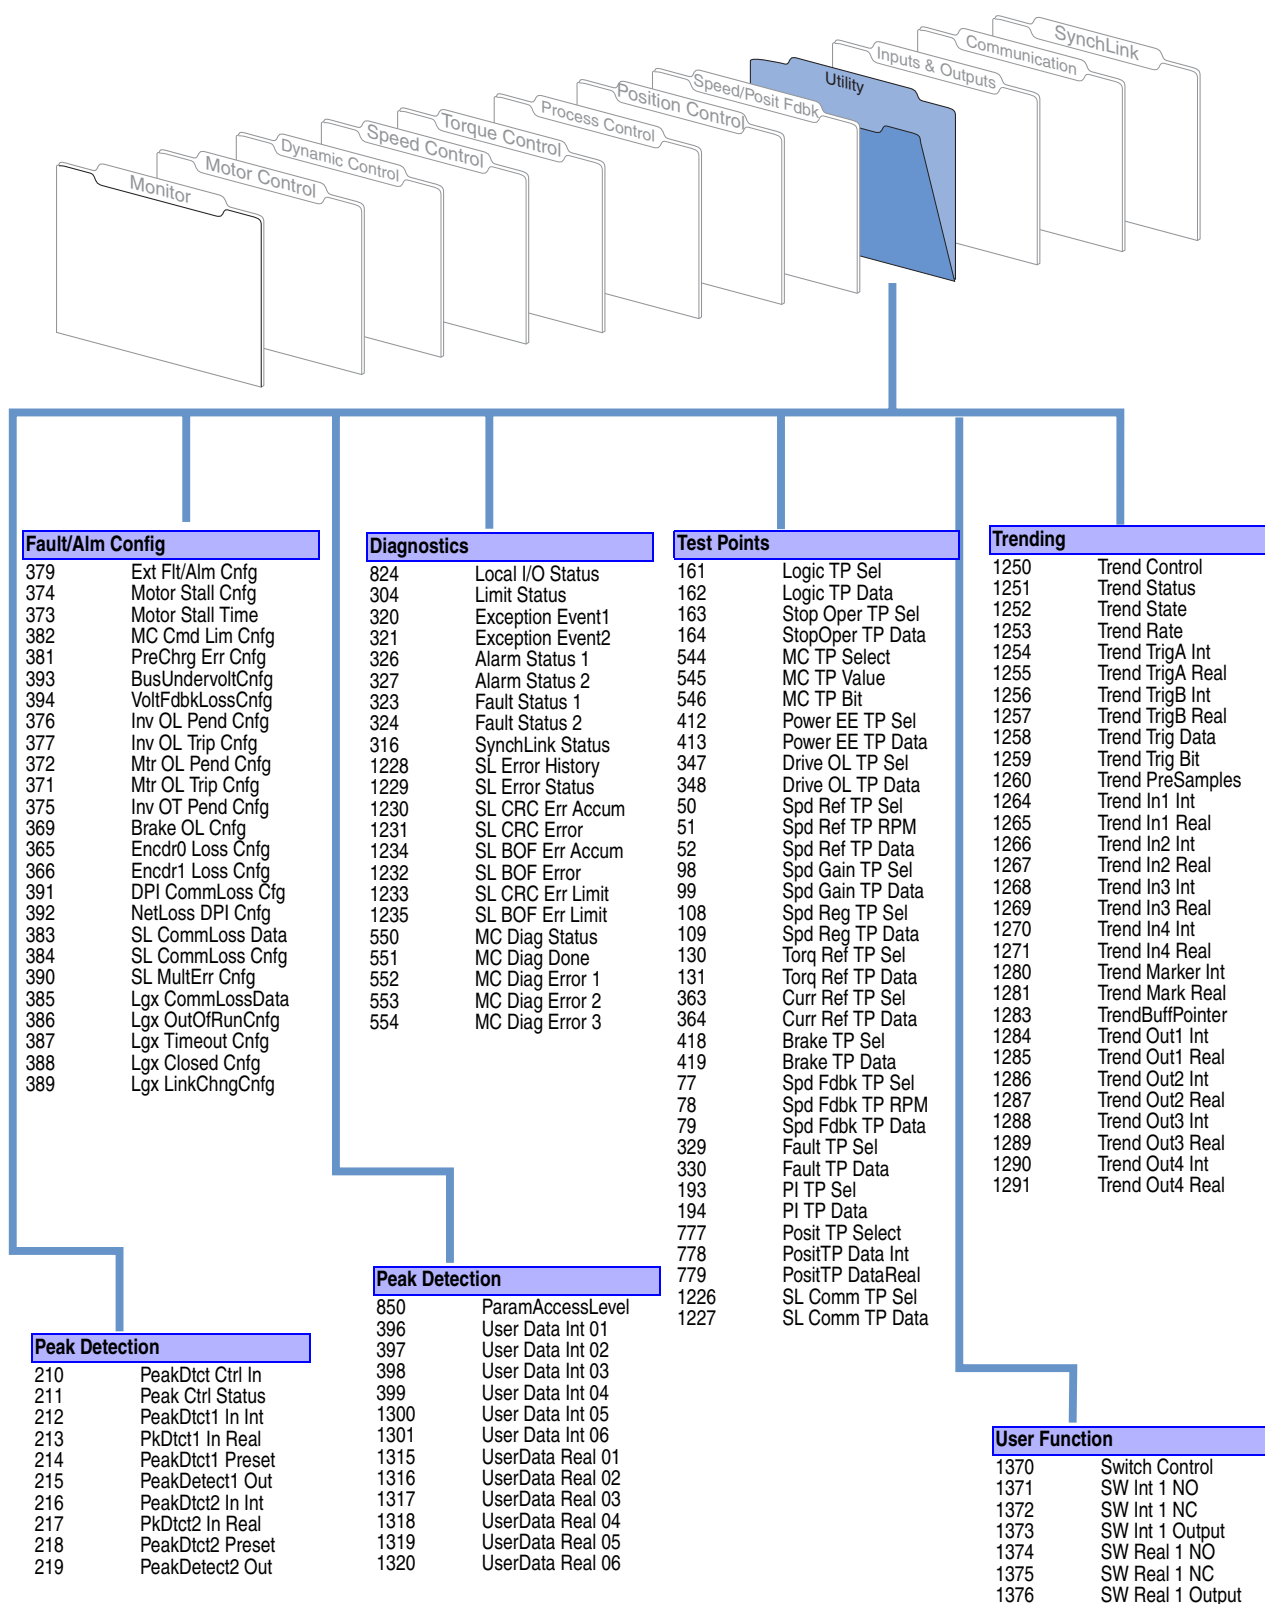 SynchLink
Communication
Inputs & Outputs
Utility
Speed/Posit Fdbk
Position Control
Process Control
Torque Control
Speed Control
Dynamic Control
Motor Control
Monitor
Fault/Alm Config
379 Ext Flt/Alm Cnfg
374 Motor Stall Cnfg
373 Motor Stall Time
382 MC Cmd Lim Cnfg
381 PreChrg Err Cnfg
393 BusUndervoltCnfg
394 VoltFdbkLossCnfg
376 Inv OL Pend Cnfg
377 Inv OL Trip Cnfg
372 Mtr OL Pend Cnfg
371 Mtr OL Trip Cnfg
375 Inv OT Pend Cnfg
369 Brake OL Cnfg
365 Encdr0 Loss Cnfg
366 Encdr1 Loss Cnfg
391 DPI CommLoss Cfg
392 NetLoss DPI Cnfg
383 SL CommLoss Data
384 SL CommLoss Cnfg
390 SL MultErr Cnfg
385 Lgx CommLossData
386 Lgx OutOfRunCnfg
387 Lgx Timeout Cnfg
388 Lgx Closed Cnfg
389 Lgx LinkChngCnfg
Diagnostics
824 Local I/O Status
304 Limit Status
320 Exception Event1
321 Exception Event2
326 Alarm Status 1
327 Alarm Status 2
323 Fault Status 1
324 Fault Status 2
316 SynchLink Status
1228 SL Error History
1229 SL Error Status
1230 SL CRC Err Accum
1231 SL CRC Error
1234 SL BOF Err Accum
1232 SL BOF Error
1233 SL CRC Err Limit
1235 SL BOF Err Limit
550 MC Diag Status
551 MC Diag Done
552 MC Diag Error 1
553 MC Diag Error 2
554 MC Diag Error 3
Test Points
161 Logic TP Sel
162 Logic TP Data
163 Stop Oper TP Sel
164 StopOper TP Data
544 MC TP Select
545 MC TP Value
546 MC TP Bit
412 Power EE TP Sel
413 Power EE TP Data
347 Drive OL TP Sel
348 Drive OL TP Data
50 Spd Ref TP Sel
51 Spd Ref TP RPM
52 Spd Ref TP Data
98 Spd Gain TP Sel
99 Spd Gain TP Data
108 Spd Reg TP Sel
109 Spd Reg TP Data
130 Torq Ref TP Sel
131 Torq Ref TP Data
363 Curr Ref TP Sel
364 Curr Ref TP Data
418 Brake TP Sel
419 Brake TP Data
77 Spd Fdbk TP Sel
78 Spd Fdbk TP RPM
79 Spd Fdbk TP Data
329 Fault TP Sel
330 Fault TP Data
193 PI TP Sel
194 PI TP Data
777 Posit TP Select
778 PositTP Data Int
779 PositTP DataReal
1226 SL Comm TP Sel
1227 SL Comm TP Data
Trending
1250 Trend Control
1251 Trend Status
1252 Trend State
1253 Trend Rate
1254 Trend TrigA Int
1255 Trend TrigA Real
1256 Trend TrigB Int
1257 Trend TrigB Real
1258 Trend Trig Data
1259 Trend Trig Bit
1260 Trend PreSamples
1264 Trend In1 Int
1265 Trend In1 Real
1266 Trend In2 Int
1267 Trend In2 Real
1268 Trend In3 Int
1269 Trend In3 Real
1270 Trend In4 Int
1271 Trend In4 Real
1280 Trend Marker Int
1281 Trend Mark Real
1283 TrendBuffPointer
1284 Trend Out1 Int
1285 Trend Out1 Real
1286 Trend Out2 Int
1287 Trend Out2 Real
1288 Trend Out3 Int
1289 Trend Out3 Real
1290 Trend Out4 Int
1291 Trend Out4 Real
Peak Detection
210 PeakDtct Ctrl In
211 Peak Ctrl Status
212 PeakDtct1 In Int
213 PkDtct1 In Real
214 PeakDtct1 Preset
215 PeakDetect1 Out
216 PeakDtct2 In Int
217 PkDtct2 In Real
218 PeakDtct2 Preset
219 PeakDetect2 Out
Peak Detection
850 ParamAccessLevel
396 User Data Int 01
397 User Data Int 02
398 User Data Int 03
399 User Data Int 04
1300 User Data Int 05
1301 User Data Int 06
1315 UserData Real 01
1316 UserData Real 02
1317 UserData Real 03
1318 UserData Real 04
1319 UserData Real 05
1320 UserData Real 06
User Function
1370 Switch Control
1371 SW Int 1 NO
1372 SW Int 1 NC
1373 SW Int 1 Output
1374 SW Real 1 NO
1375 SW Real 1 NC
1376 SW Real 1 Output